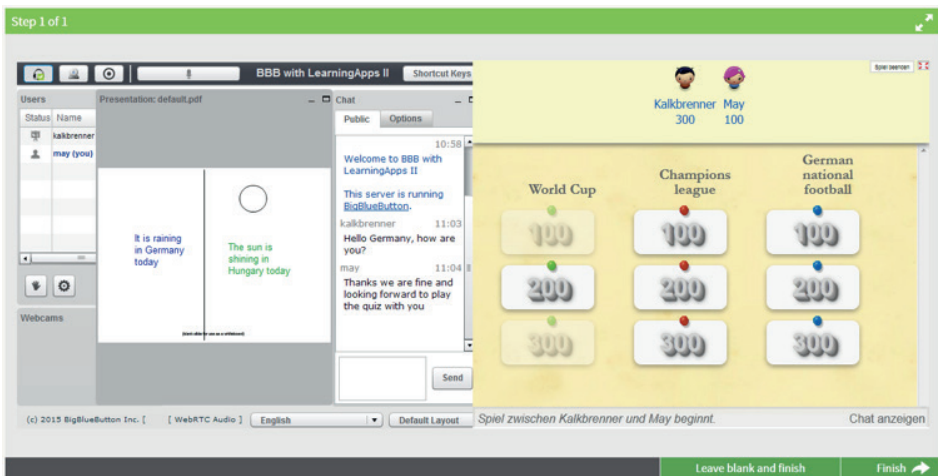 Step 1 of 1
BBB with LearningApps II
Shortcut Keys
Users
Status Name
kalkbrenner
may (you)
Webcams
Presentation: default.pdf
It is raining
in Germany
today
The sun is
shining in
Hungary today
Chat
Public Options
10:58
Welcome to BBB with
LearningApps II
This server is running
BigBlueButton.
kalkbrenner 11:03
Hello Germany, how are
you?
may 11:04
Thanks we are fine and
looking forward to play
the quiz with you
Send
(c) 2015 BigBlueButton Inc. [ [ WebRTC Audio ] English Default Layout
Spiel beenden
Kalkbrenner May
300 100
World Cup
Champions
league
German
national
football
100 100 100
200 200 200
300 300 300
Spiel zwischen Kalkbrenner und May beginnt. Chat anzeigen
Leave blank and finish Finish